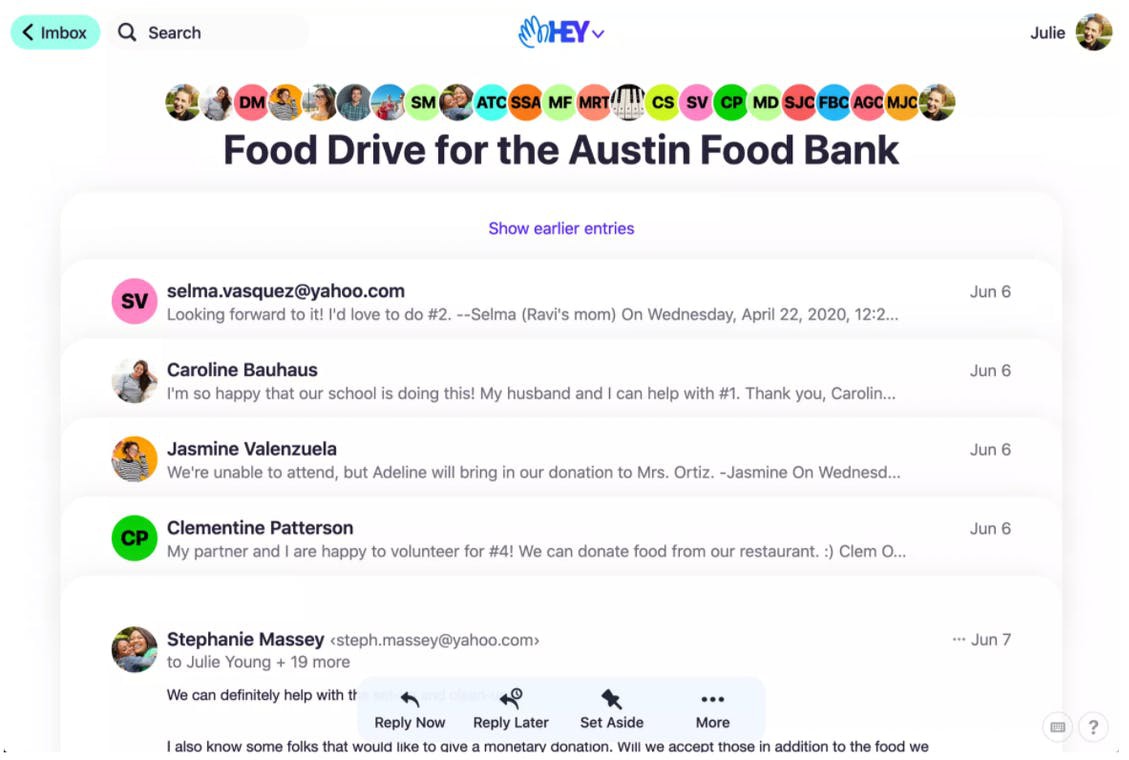 Imbox
Search
HEY
Julie
DM SM ATC SSA MF MRT CS SV CP MD SJC FBC AGC MJC
Food Drive for the Austin Food Bank
Show earlier entries
SV
selma.vasquez@yahoo.com
Jun 6
Looking forward to it! I'd love to do #2. --Selma (Ravi's mom) On Wednesday, April 22, 2020, 12:2...
Caroline Bauhaus
Jun 6
I'm so happy that our school is doing this! My husband and I can help with #1. Thank you, Carolin...
Jasmine Valenzuela
Jun 6
We're unable to attend, but Adeline will bring in our donation to Mrs. Ortiz. -Jasmine On Wednesd...
CP
Clementine Patterson
Jun 6
My partner and I are happy to volunteer for #4! We can donate food from our restaurant. :) Clem O...
Stephanie Massey <steph.massey@yahoo.com>
··· Jun 7
to Julie Young + 19 more
We can definitely help with
Reply Now
Reply Later
Set Aside
More
?
I also know some folks that would like to give a monetary donation. Will we accept those in addition to the food we